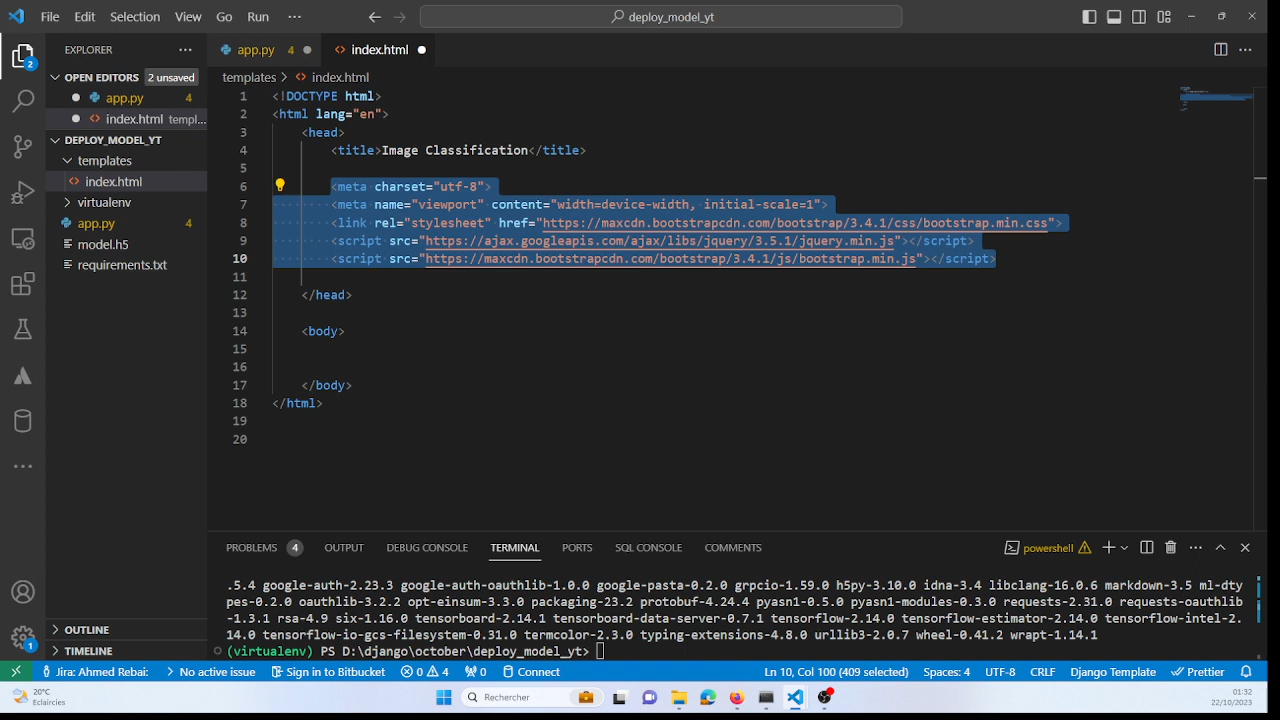 File Edit Selection View Go Run ··· deploy_model_yt
EXPLORER ···
app.py 4
index.html
OPEN EDITORS 2 unsaved
app.py 4
index.html templ...
DEPLOY_MODEL_YT
templates
index.html
virtualenv
app.py 4
model.h5
requirements.txt
OUTLINE
TIMELINE
2
1
templates > index.html
1 <!DOCTYPE html>
2 <html lang="en">
3 <head>
4 <title>Image Classification</title>
5
6 <meta charset="utf-8">
7 <meta name="viewport" content="width=device-width, initial-scale=1">
8 <link rel="stylesheet" href="https://maxcdn.bootstrapcdn.com/bootstrap/3.4.1/css/bootstrap.min.css">
9 <script src="https://ajax.googleapis.com/ajax/libs/jquery/3.5.1/jquery.min.js"></script>
10 <script src="https://maxcdn.bootstrapcdn.com/bootstrap/3.4.1/js/bootstrap.min.js"></script>
11
12 </head>
13
14 <body>
15
16
17 </body>
18 </html>
19
20
PROBLEMS 4 OUTPUT DEBUG CONSOLE TERMINAL PORTS SQL CONSOLE COMMENTS powershell
.5.4 google-auth-2.23.3 google-auth-oauthlib-1.0.0 google-pasta-0.2.0 grpcio-1.59.0 h5py-3.10.0 idna-3.4 libclang-16.0.6 markdown-3.5 ml-dty
pes-0.2.0 oauthlib-3.2.2 opt-einsum-3.3.0 packaging-23.2 protobuf-4.24.4 pyasn1-0.5.0 pyasn1-modules-0.3.0 requests-2.31.0 requests-oauthlib
-1.3.1 rsa-4.9 six-1.16.0 tensorboard-2.14.1 tensorboard-data-server-0.7.1 tensorflow-2.14.0 tensorflow-estimator-2.14.0 tensorflow-intel-2.
14.0 tensorflow-io-gcs-filesystem-0.31.0 termcolor-2.3.0 typing-extensions-4.8.0 urllib3-2.0.7 wheel-0.41.2 wrapt-1.14.1
(virtualenv) PS D:\django\october\deploy_model_yt>
Jira: Ahmed Rebai: No active issue Sign in to Bitbucket 0 4 0 Connect Ln 10, Col 100 (409 selected) Spaces: 4 UTF-8 CRLF Django Template Prettier
20°C
Eclaircies
Rechercher
01:32
22/10/2023